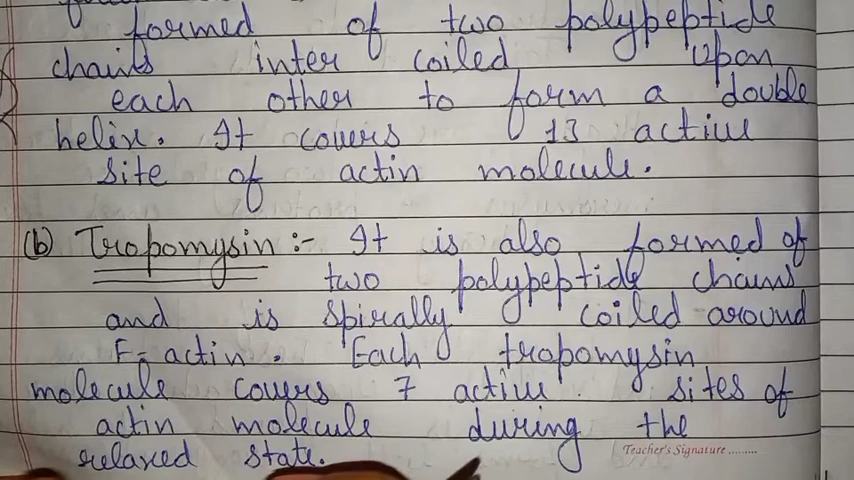 formed of two polypeptide
chains inter coiled upon
each other to form a double
helix. It covers 13 active
site of actin molecule.
(b) Tropomysin :- It is also formed of
two polypeptide chains
and is spirally coiled around
F-actin. Each tropomysin
molecule covers 7 active sites of
actin molecule during the
relaxed state.
Teacher's Signature .........